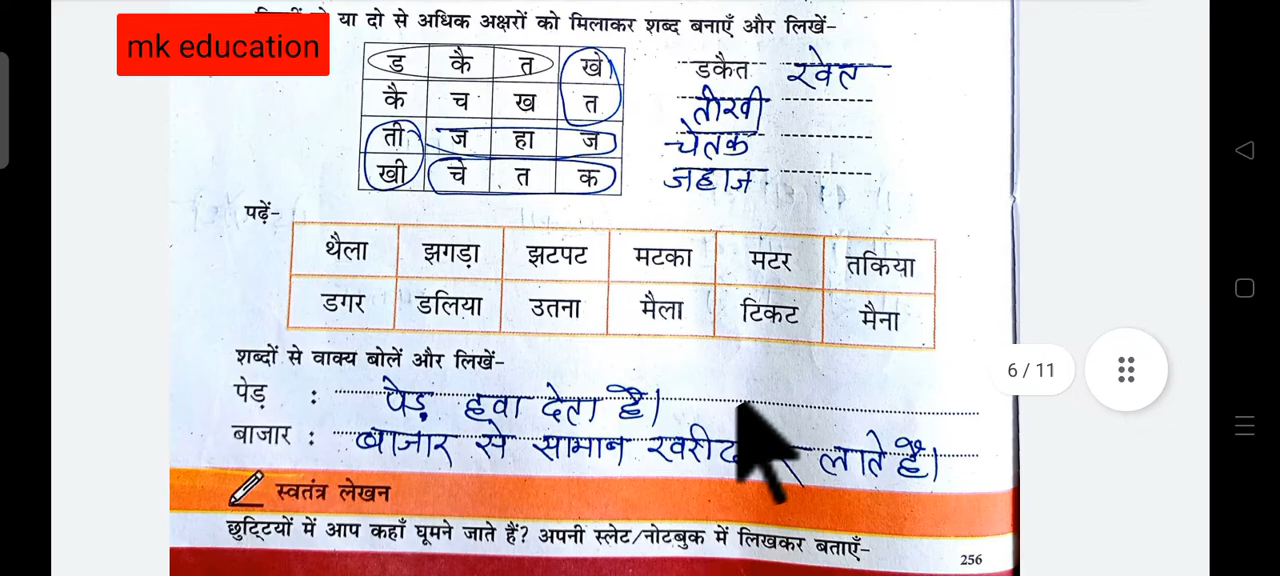 या दो से अधिक अक्षरों को मिलाकर शब्द बनाएँ और लिखें-
mk education
ड कै त खे
कै च ख त
ती ज हा ज
खी चे त क
डकैत खेत
तीखी
चेतक
जहाज
पढ़ें-
थैला झगड़ा झटपट मटका मटर तकिया
डगर डलिया उतना मैला टिकट मैना
शब्दों से वाक्य बोलें और लिखें-
पेड़ : पेड़ हवा देता है।
बाजार : बाजार से सामान लाते हैं।
6 / 11
स्वतंत्र लेखन
छुट्टियों में आप कहाँ घूमने जाते हैं? अपनी स्लेट/नोटबुक में लिखकर बताएँ-
256